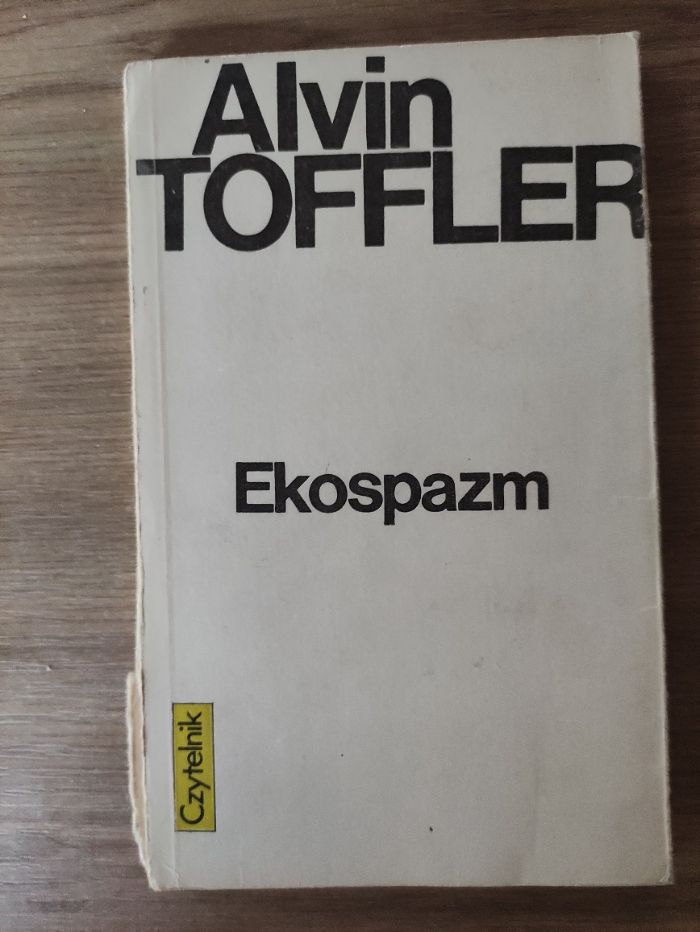 Alvin
TOFFLER
Ekospazm
Czytelnik